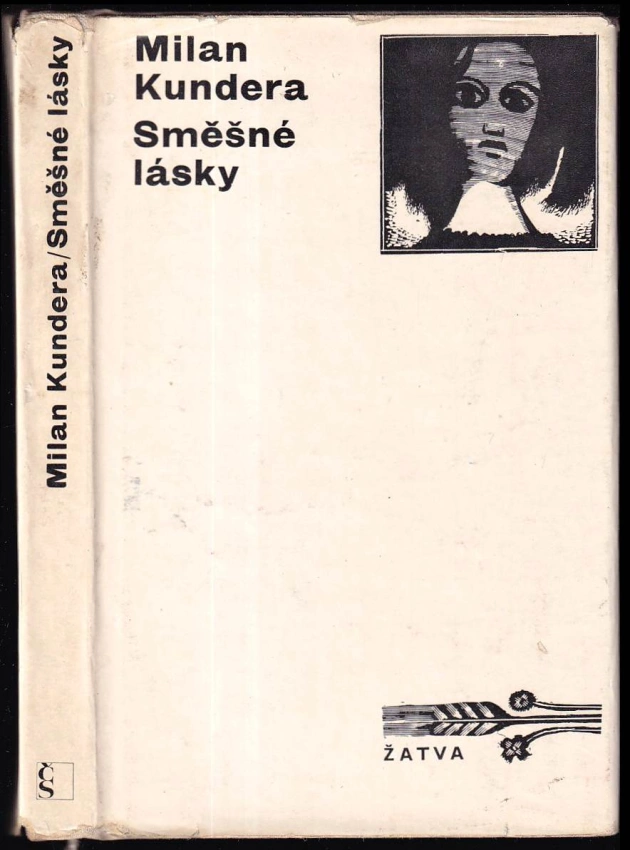 Milan
Kundera
Směšné
lásky
ŽATVA
Milan Kundera/Směšné lásky
ČS